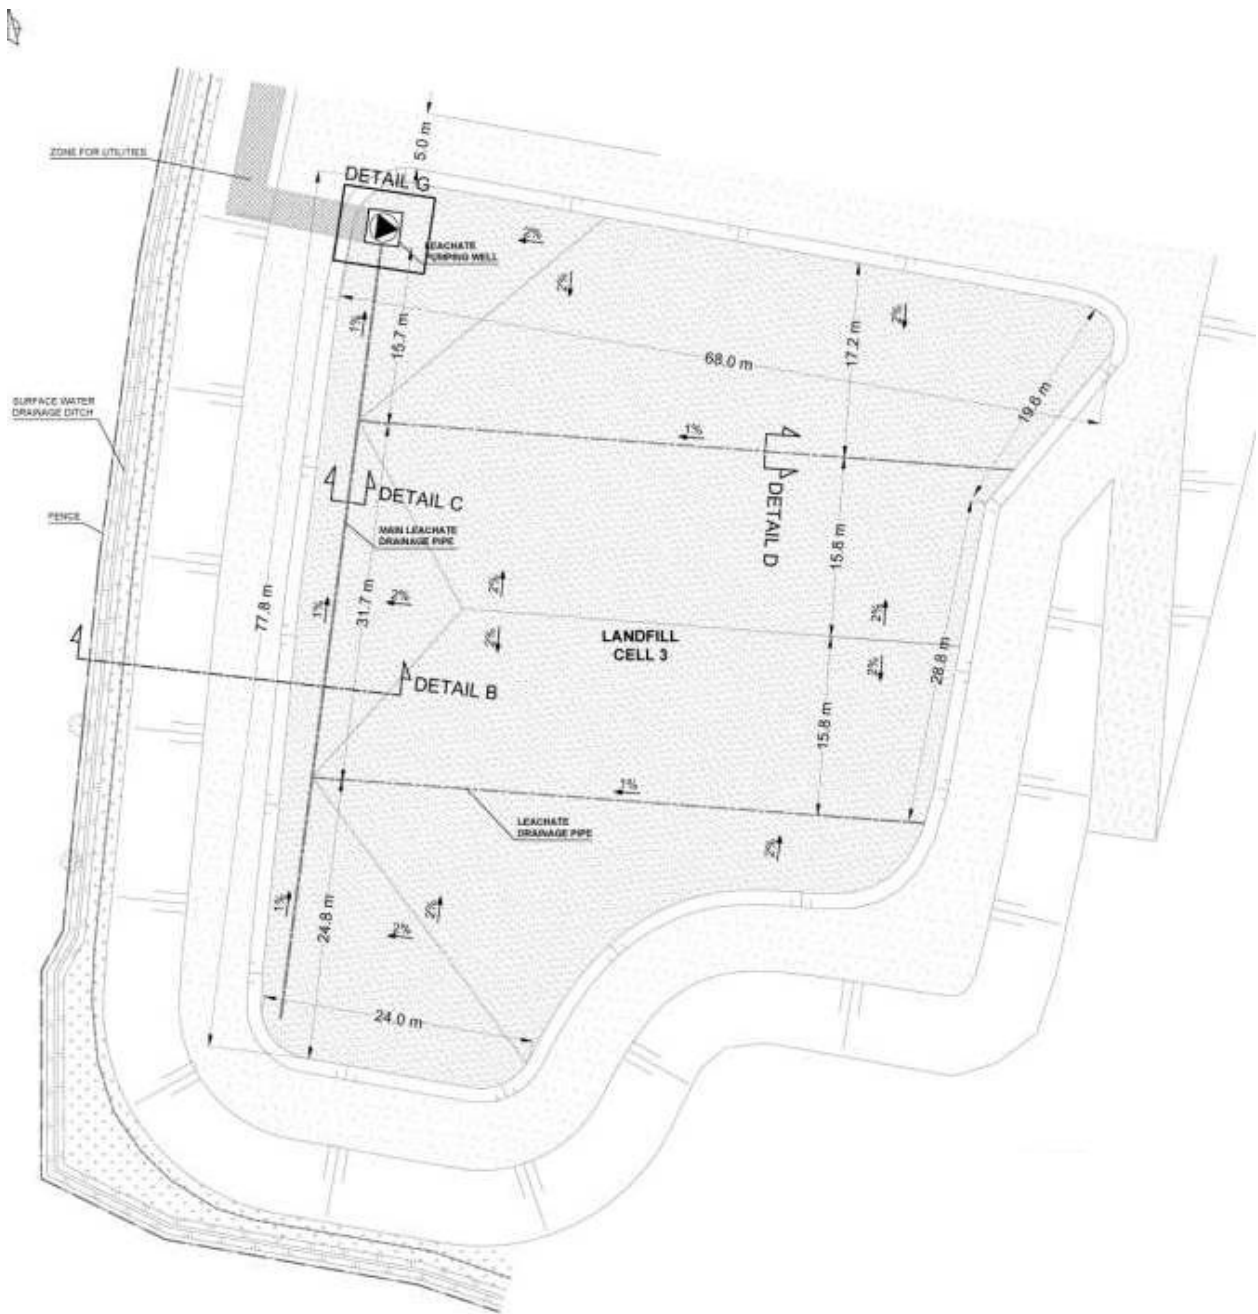 5.0 m
ZONE FOR UTILITIES
DETAIL G
2%
LEACHATE
PUMPING WELL
2%
2%
1%
15.7 m
17.2 m
68.0 m
19.8 m
SURFACE WATER
DRAINAGE DITCH
1%
DETAIL C
DETAIL D
FENCE
MAIN LEACHATE
DRAINAGE PIPE
15.8 m
2%
2%
77.8 m
1%
31.7 m
2%
2%
LANDFILL
CELL 3
2%
28.8 m
DETAIL B
15.8 m
1%
LEACHATE
DRAINAGE PIPE
2%
1%
24.8 m
2%
2%
24.0 m